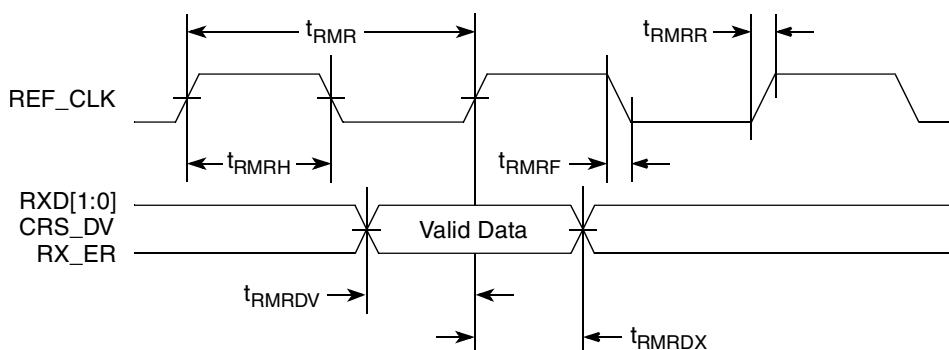 tRMR
tRMRR
REF_CLK
tRMRH
tRMRF
RXD[1:0]
CRS_DV
Valid Data
RX_ER
tRMRDV
tRMRDX